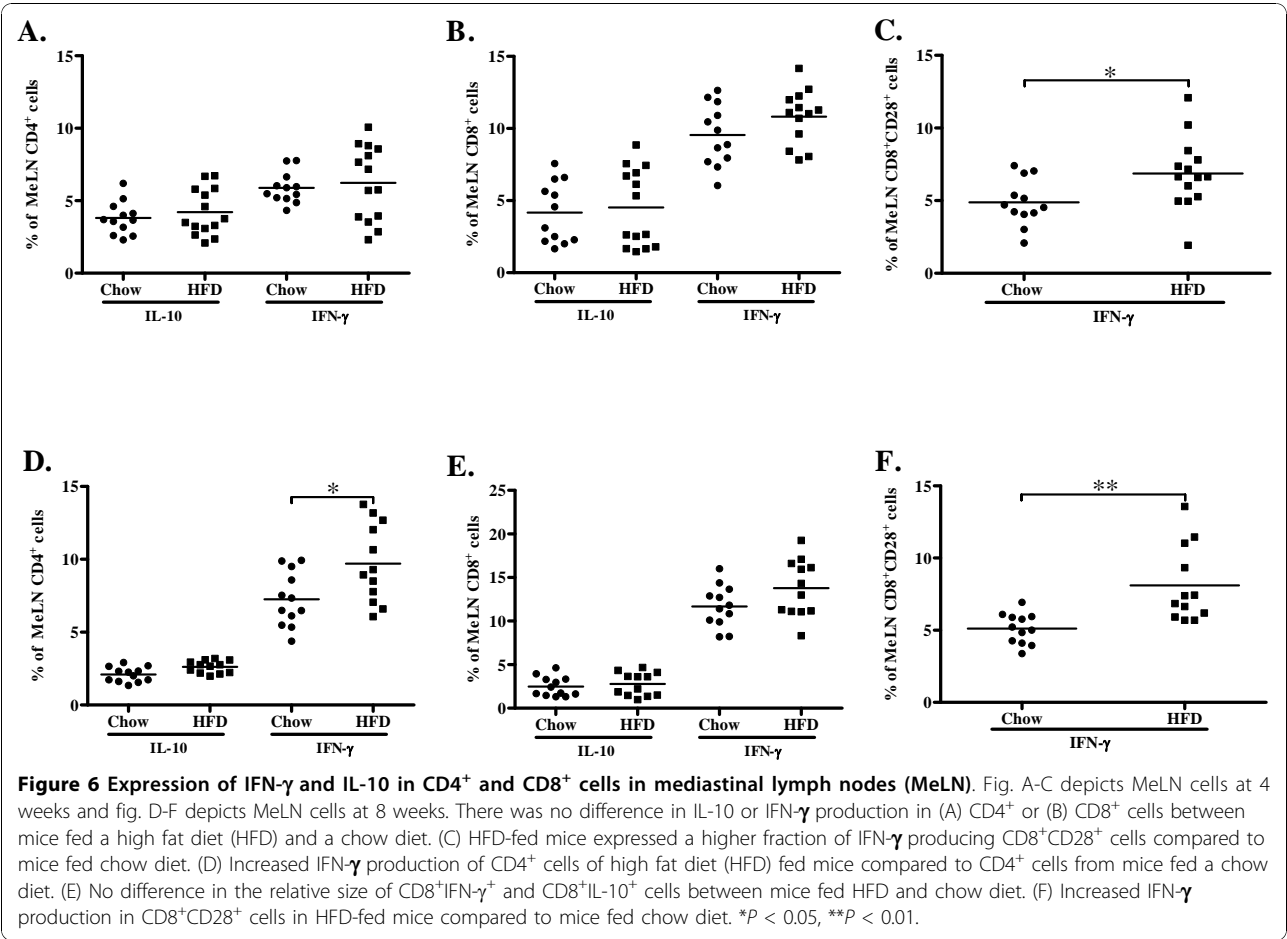 A.
15
10
5
0
% of MeLN CD4⁺ cells
Chow HFD Chow HFD
IL-10 IFN-γ
B.
15
10
5
0
% of MeLN CD8⁺ cells
Chow HFD Chow HFD
IL-10 IFN-γ
C.
*
15
10
5
0
% of MeLN CD8⁺CD28⁺ cells
Chow HFD
IFN-γ
D.
*
15
10
5
0
% of MeLN CD4⁺ cells
Chow HFD Chow HFD
IL-10 IFN-γ
E.
25
20
15
10
5
0
% of MeLN CD8⁺ cells
Chow HFD Chow HFD
IL-10 IFN-γ
F.
**
15
10
5
0
% of MeLN CD8⁺CD28⁺ cells
Chow HFD
IFN-γ
Figure 6 Expression of IFN-γ and IL-10 in CD4⁺ and CD8⁺ cells in mediastinal lymph nodes (MeLN). Fig. A-C depicts MeLN cells at 4
weeks and fig. D-F depicts MeLN cells at 8 weeks. There was no difference in IL-10 or IFN-γ production in (A) CD4⁺ or (B) CD8⁺ cells between
mice fed a high fat diet (HFD) and a chow diet. (C) HFD-fed mice expressed a higher fraction of IFN-γ producing CD8⁺CD28⁺ cells compared to
mice fed chow diet. (D) Increased IFN-γ production of CD4⁺ cells of high fat diet (HFD) fed mice compared to CD4⁺ cells from mice fed a chow
diet. (E) No difference in the relative size of CD8⁺IFN-γ⁺ and CD8⁺IL-10⁺ cells between mice fed HFD and chow diet. (F) Increased IFN-γ
production in CD8⁺CD28⁺ cells in HFD-fed mice compared to mice fed chow diet. *P < 0.05, **P < 0.01.